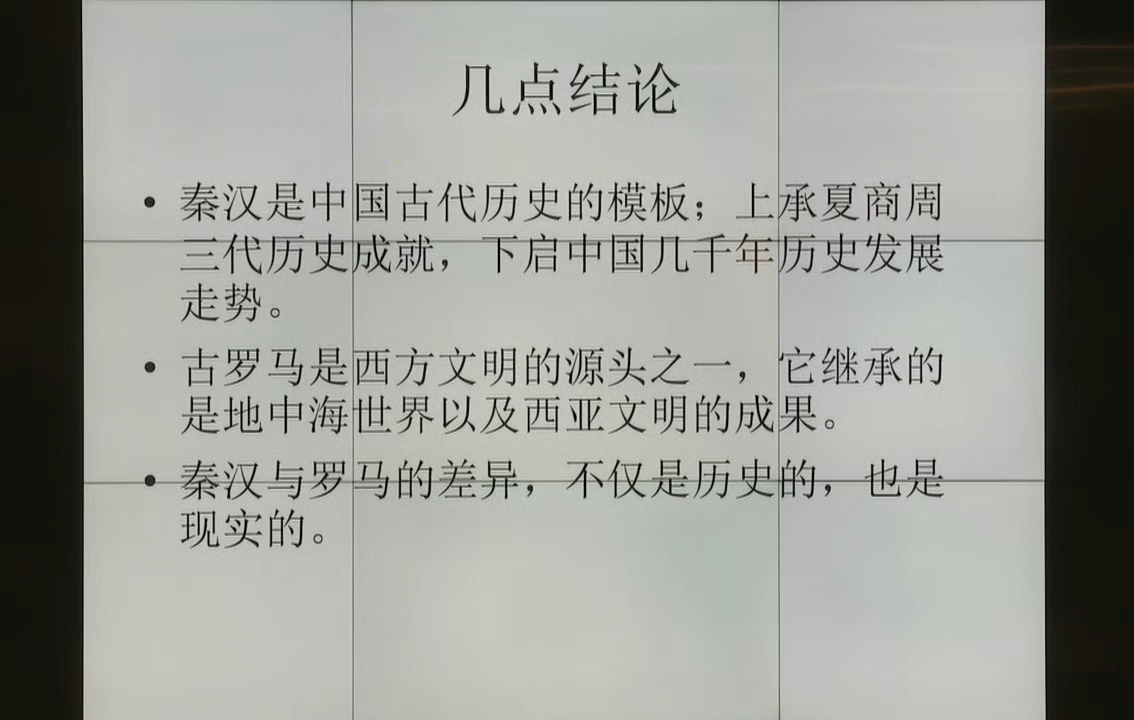 几点结论
• 秦汉是中国古代历史的模板；上承夏商周
三代历史成就，下启中国几千年历史发展
走势。
• 古罗马是西方文明的源头之一，它继承的
是地中海世界以及西亚文明的成果。
• 秦汉与罗马的差异，不仅是历史的，也是
现实的。